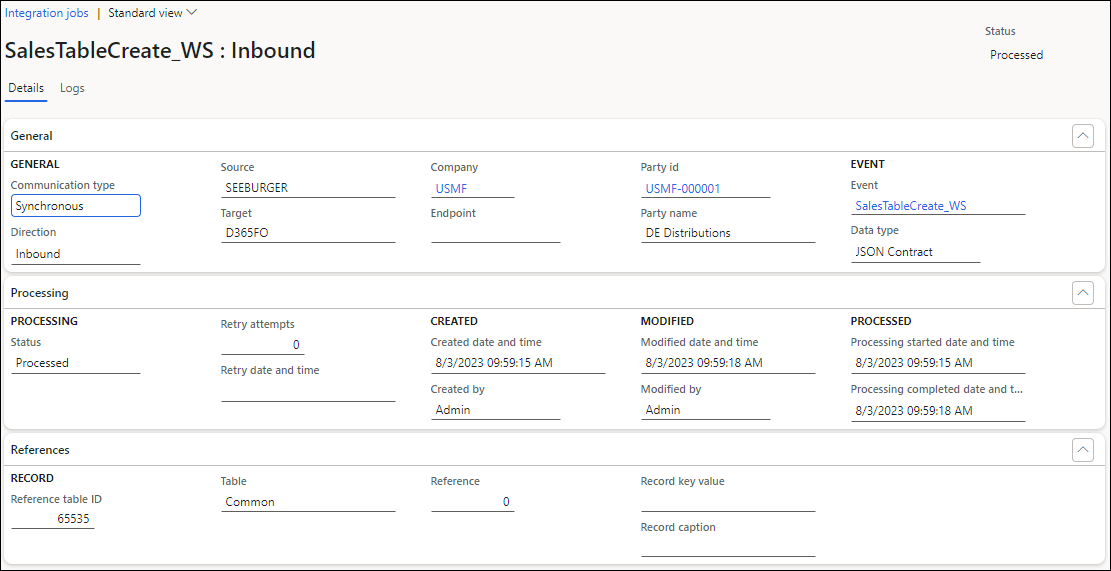 Integration jobs | Standard view
Status
SalesTableCreate_WS : Inbound
Processed
Details Logs
General
GENERAL
Communication type
Synchronous
Direction
Inbound
Source
SEEBURGER
Target
D365FO
Company
USMF
Endpoint
Party id
USMF-000001
Party name
DE Distributions
EVENT
Event
SalesTableCreate_WS
Data type
JSON Contract
Processing
PROCESSING
Status
Processed
Retry attempts
0
Retry date and time
CREATED
Created date and time
8/3/2023 09:59:15 AM
Created by
Admin
MODIFIED
Modified date and time
8/3/2023 09:59:18 AM
Modified by
Admin
PROCESSED
Processing started date and time
8/3/2023 09:59:15 AM
Processing completed date and t...
8/3/2023 09:59:18 AM
References
RECORD
Reference table ID
65535
Table
Common
Reference
0
Record key value
Record caption